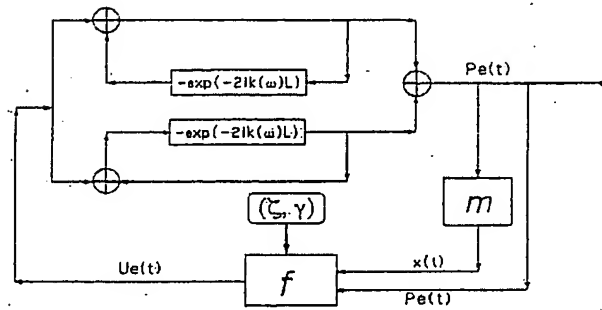 -exp(-2ik(ω)L)
Pe(t)
-exp(-2ik(ω)L)
m
(ζ, γ)
x(t)
Ue(t)
f
Pe(t)